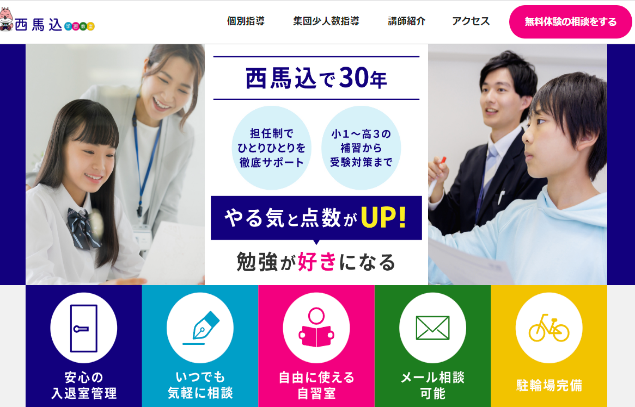 西馬込
個別指導
集団少人数指導
講師紹介
アクセス
無料体験の相談をする
西馬込で30年
担任制で
ひとりひとりを
徹底サポート
小1〜高3の
補習から
受験対策まで
やる気と点数がUP!
勉強が好きになる
安心の
入退室管理
いつでも
気軽に相談
自由に使える
自習室
メール相談
可能
駐輪場完備